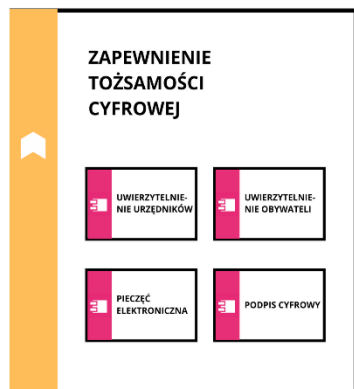 ZAPEWNIENIE
TOŻSAMOŚCI
CYFROWEJ
UWIERZYTELNIE-
NIE URZĘDNIKÓW
UWIERZYTELNIE-
NIE OBYWATELI
PIECZĘĆ
ELEKTRONICZNA
PODPIS CYFROWY